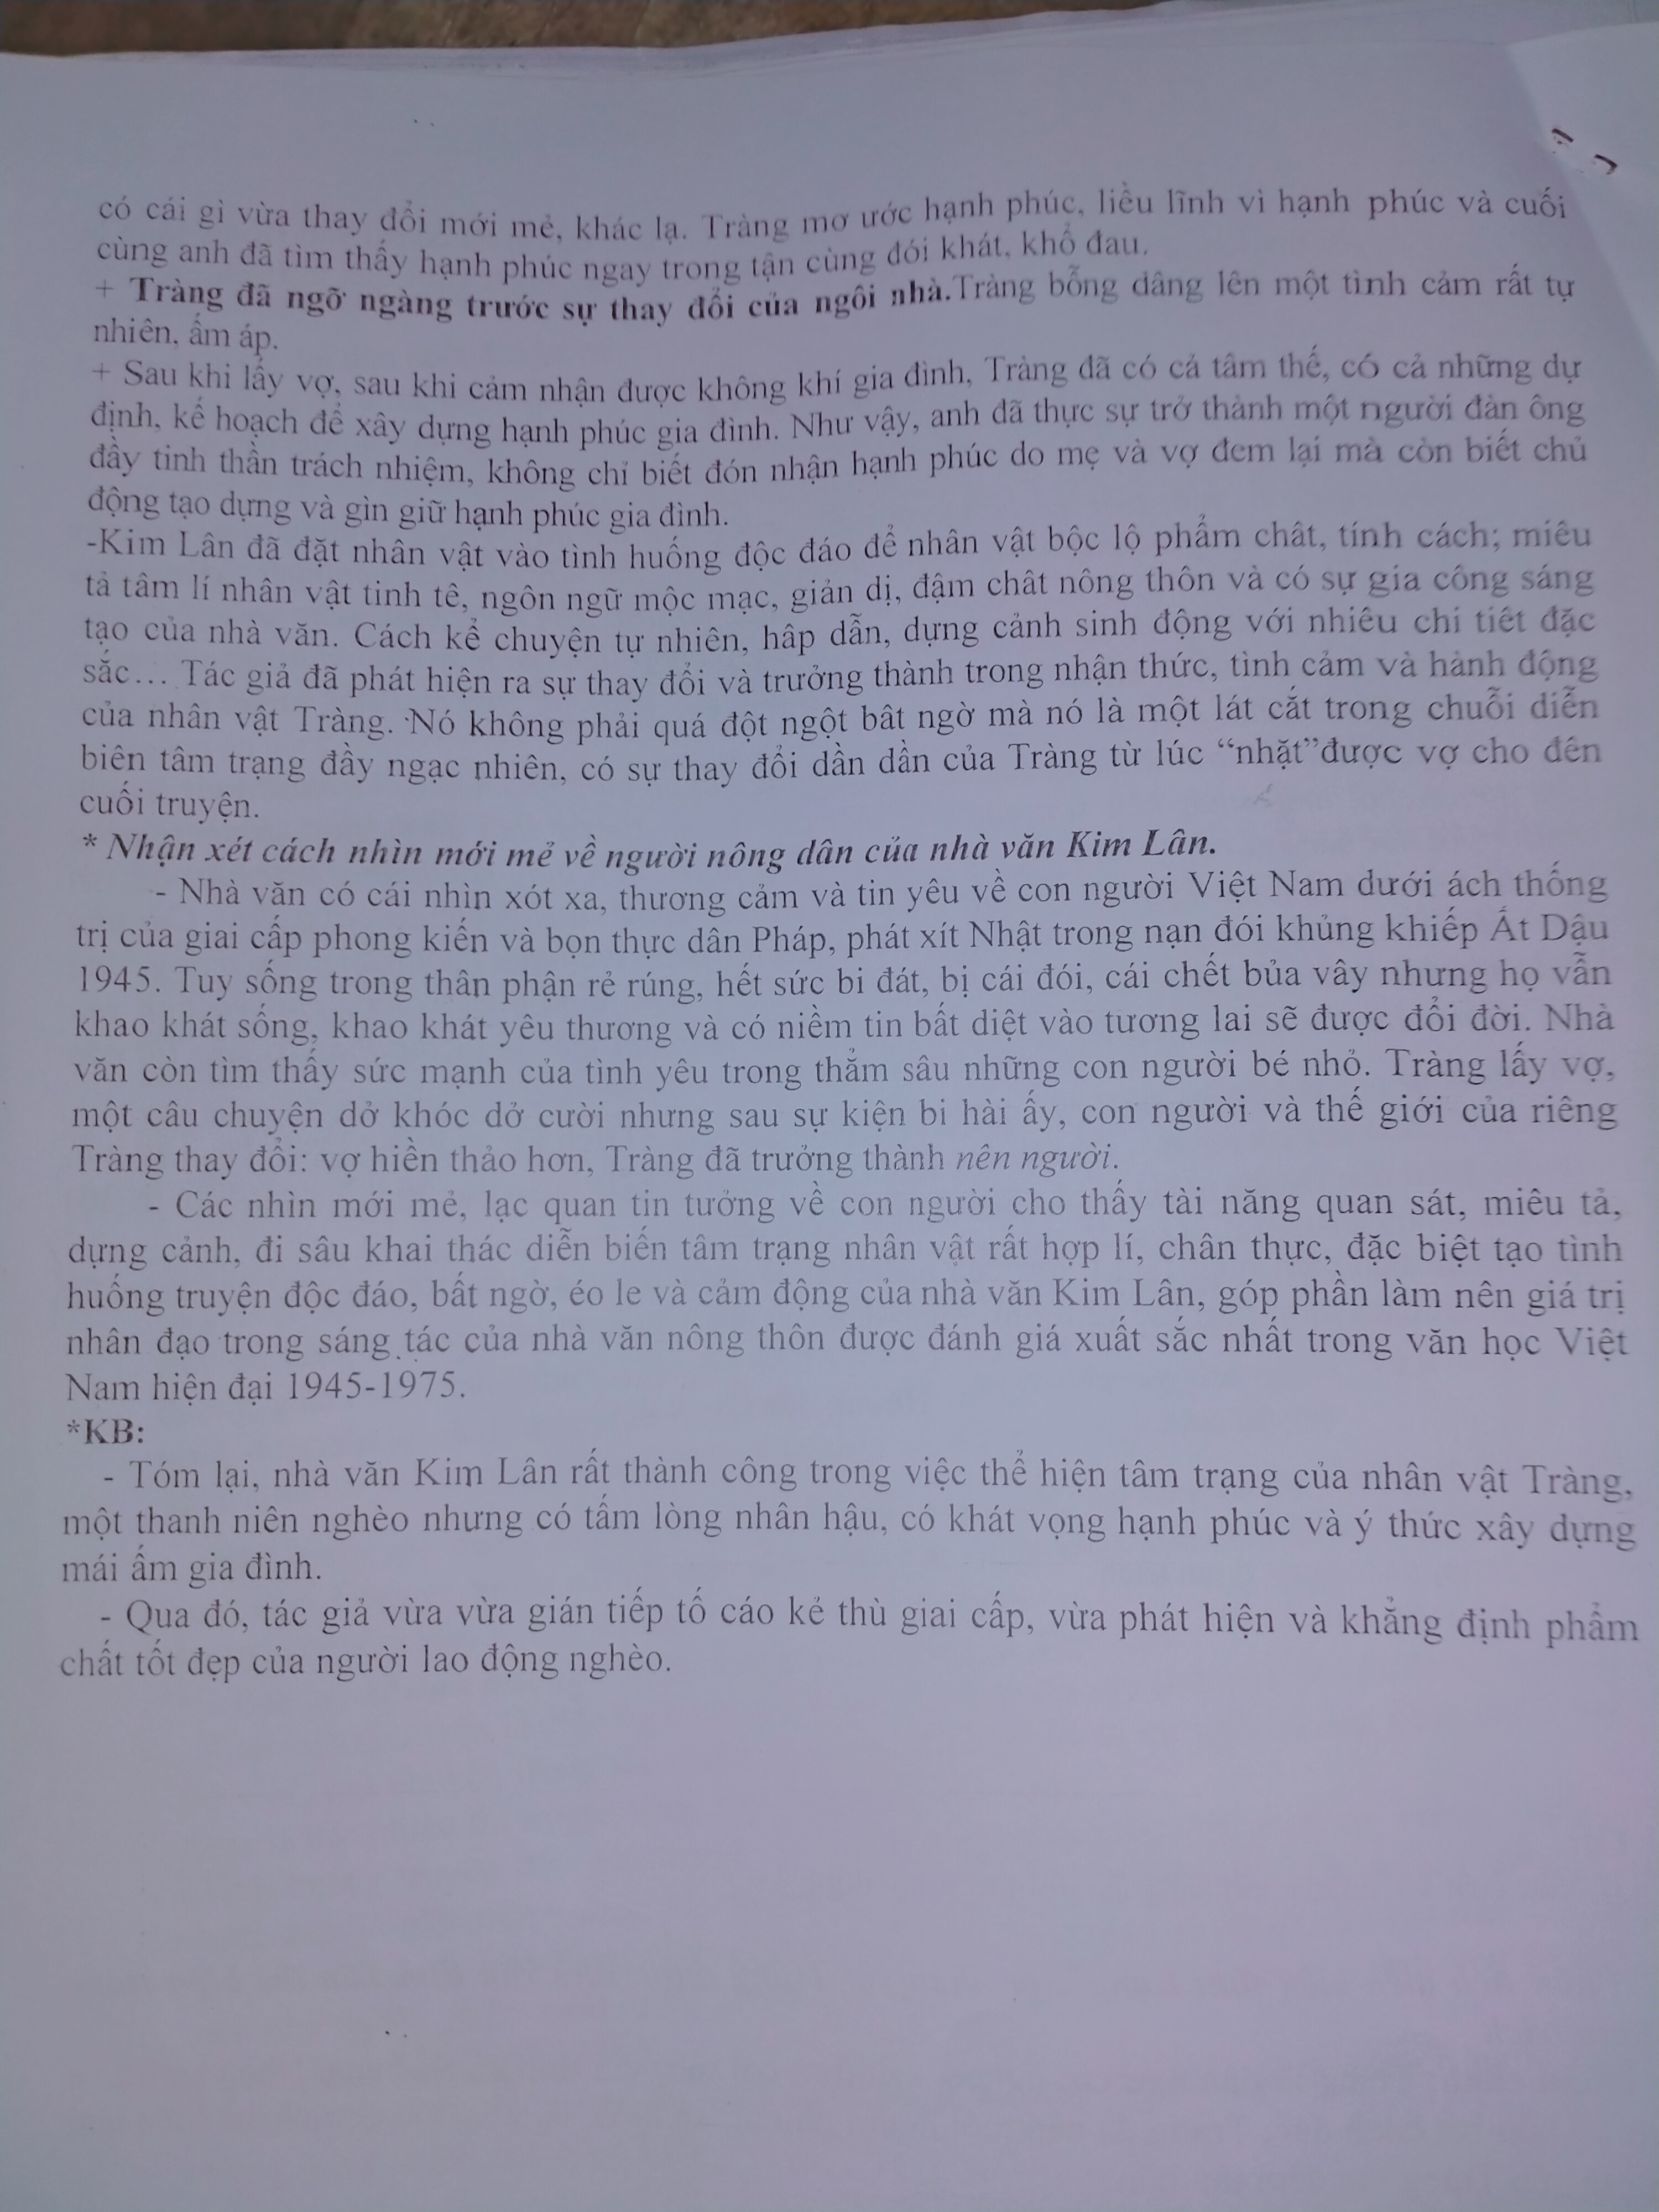 có cái gì vừa thay đổi mới mẻ, khác lạ. Tràng mơ ước hạnh phúc, liều lĩnh vì hạnh phúc và cuối
cùng anh đã tìm thấy hạnh phúc ngay trong tận cùng đói khát, khổ đau.
+ Tràng đã ngỡ ngàng trước sự thay đổi của ngôi nhà.Tràng bỗng dâng lên một tình cảm rất tự
nhiên, ấm áp.
+ Sau khi lấy vợ, sau khi cảm nhận được không khí gia đình, Tràng đã có cả tâm thế, có cả những dự
định, kế hoạch để xây dựng hạnh phúc gia đình. Như vậy, anh đã thực sự trở thành một người đàn ông
đầy tinh thần trách nhiệm, không chỉ biết đón nhận hạnh phúc do mẹ và vợ đem lại mà còn biết chủ
động tạo dựng và gìn giữ hạnh phúc gia đình.
-Kim Lân đã đặt nhân vật vào tình huống độc đáo để nhân vật bộc lộ phẩm chất, tính cách; miêu
tả tâm lí nhân vật tinh tế, ngôn ngữ mộc mạc, giản dị, đậm chất nông thôn và có sự gia công sáng
tạo của nhà văn. Cách kể chuyện tự nhiên, hấp dẫn, dựng cảnh sinh động với nhiều chi tiết đặc
sắc… Tác giả đã phát hiện ra sự thay đổi và trưởng thành trong nhận thức, tình cảm và hành động
của nhân vật Tràng. Nó không phải quá đột ngột bất ngờ mà nó là một lát cắt trong chuỗi diễn
biến tâm trạng đầy ngạc nhiên, có sự thay đổi dần dần của Tràng từ lúc “nhặt”được vợ cho đến
cuối truyện.
* Nhận xét cách nhìn mới mẻ về người nông dân của nhà văn Kim Lân.
- Nhà văn có cái nhìn xót xa, thương cảm và tin yêu về con người Việt Nam dưới ách thống
trị của giai cấp phong kiến và bọn thực dân Pháp, phát xít Nhật trong nạn đói khủng khiếp Ất Dậu
1945. Tuy sống trong thân phận rẻ rúng, hết sức bi đát, bị cái đói, cái chết bủa vây nhưng họ vẫn
khao khát sống, khao khát yêu thương và có niềm tin bất diệt vào tương lai sẽ được đổi đời. Nhà
văn còn tìm thấy sức mạnh của tình yêu trong thẳm sâu những con người bé nhỏ. Tràng lấy vợ,
một câu chuyện dở khóc dở cười nhưng sau sự kiện bi hài ấy, con người và thế giới của riêng
Tràng thay đổi: vợ hiền thảo hơn, Tràng đã trưởng thành nên người.
- Các nhìn mới mẻ, lạc quan tin tưởng về con người cho thấy tài năng quan sát, miêu tả,
dựng cảnh, đi sâu khai thác diễn biến tâm trạng nhân vật rất hợp lí, chân thực, đặc biệt tạo tình
huống truyện độc đáo, bất ngờ, éo le và cảm động của nhà văn Kim Lân, góp phần làm nên giá trị
nhân đạo trong sáng tác của nhà văn nông thôn được đánh giá xuất sắc nhất trong văn học Việt
Nam hiện đại 1945-1975.
*KB:
- Tóm lại, nhà văn Kim Lân rất thành công trong việc thể hiện tâm trạng của nhân vật Tràng,
một thanh niên nghèo nhưng có tấm lòng nhân hậu, có khát vọng hạnh phúc và ý thức xây dựng
mái ấm gia đình.
- Qua đó, tác giả vừa vừa gián tiếp tố cáo kẻ thù giai cấp, vừa phát hiện và khẳng định phẩm
chất tốt đẹp của người lao động nghèo.